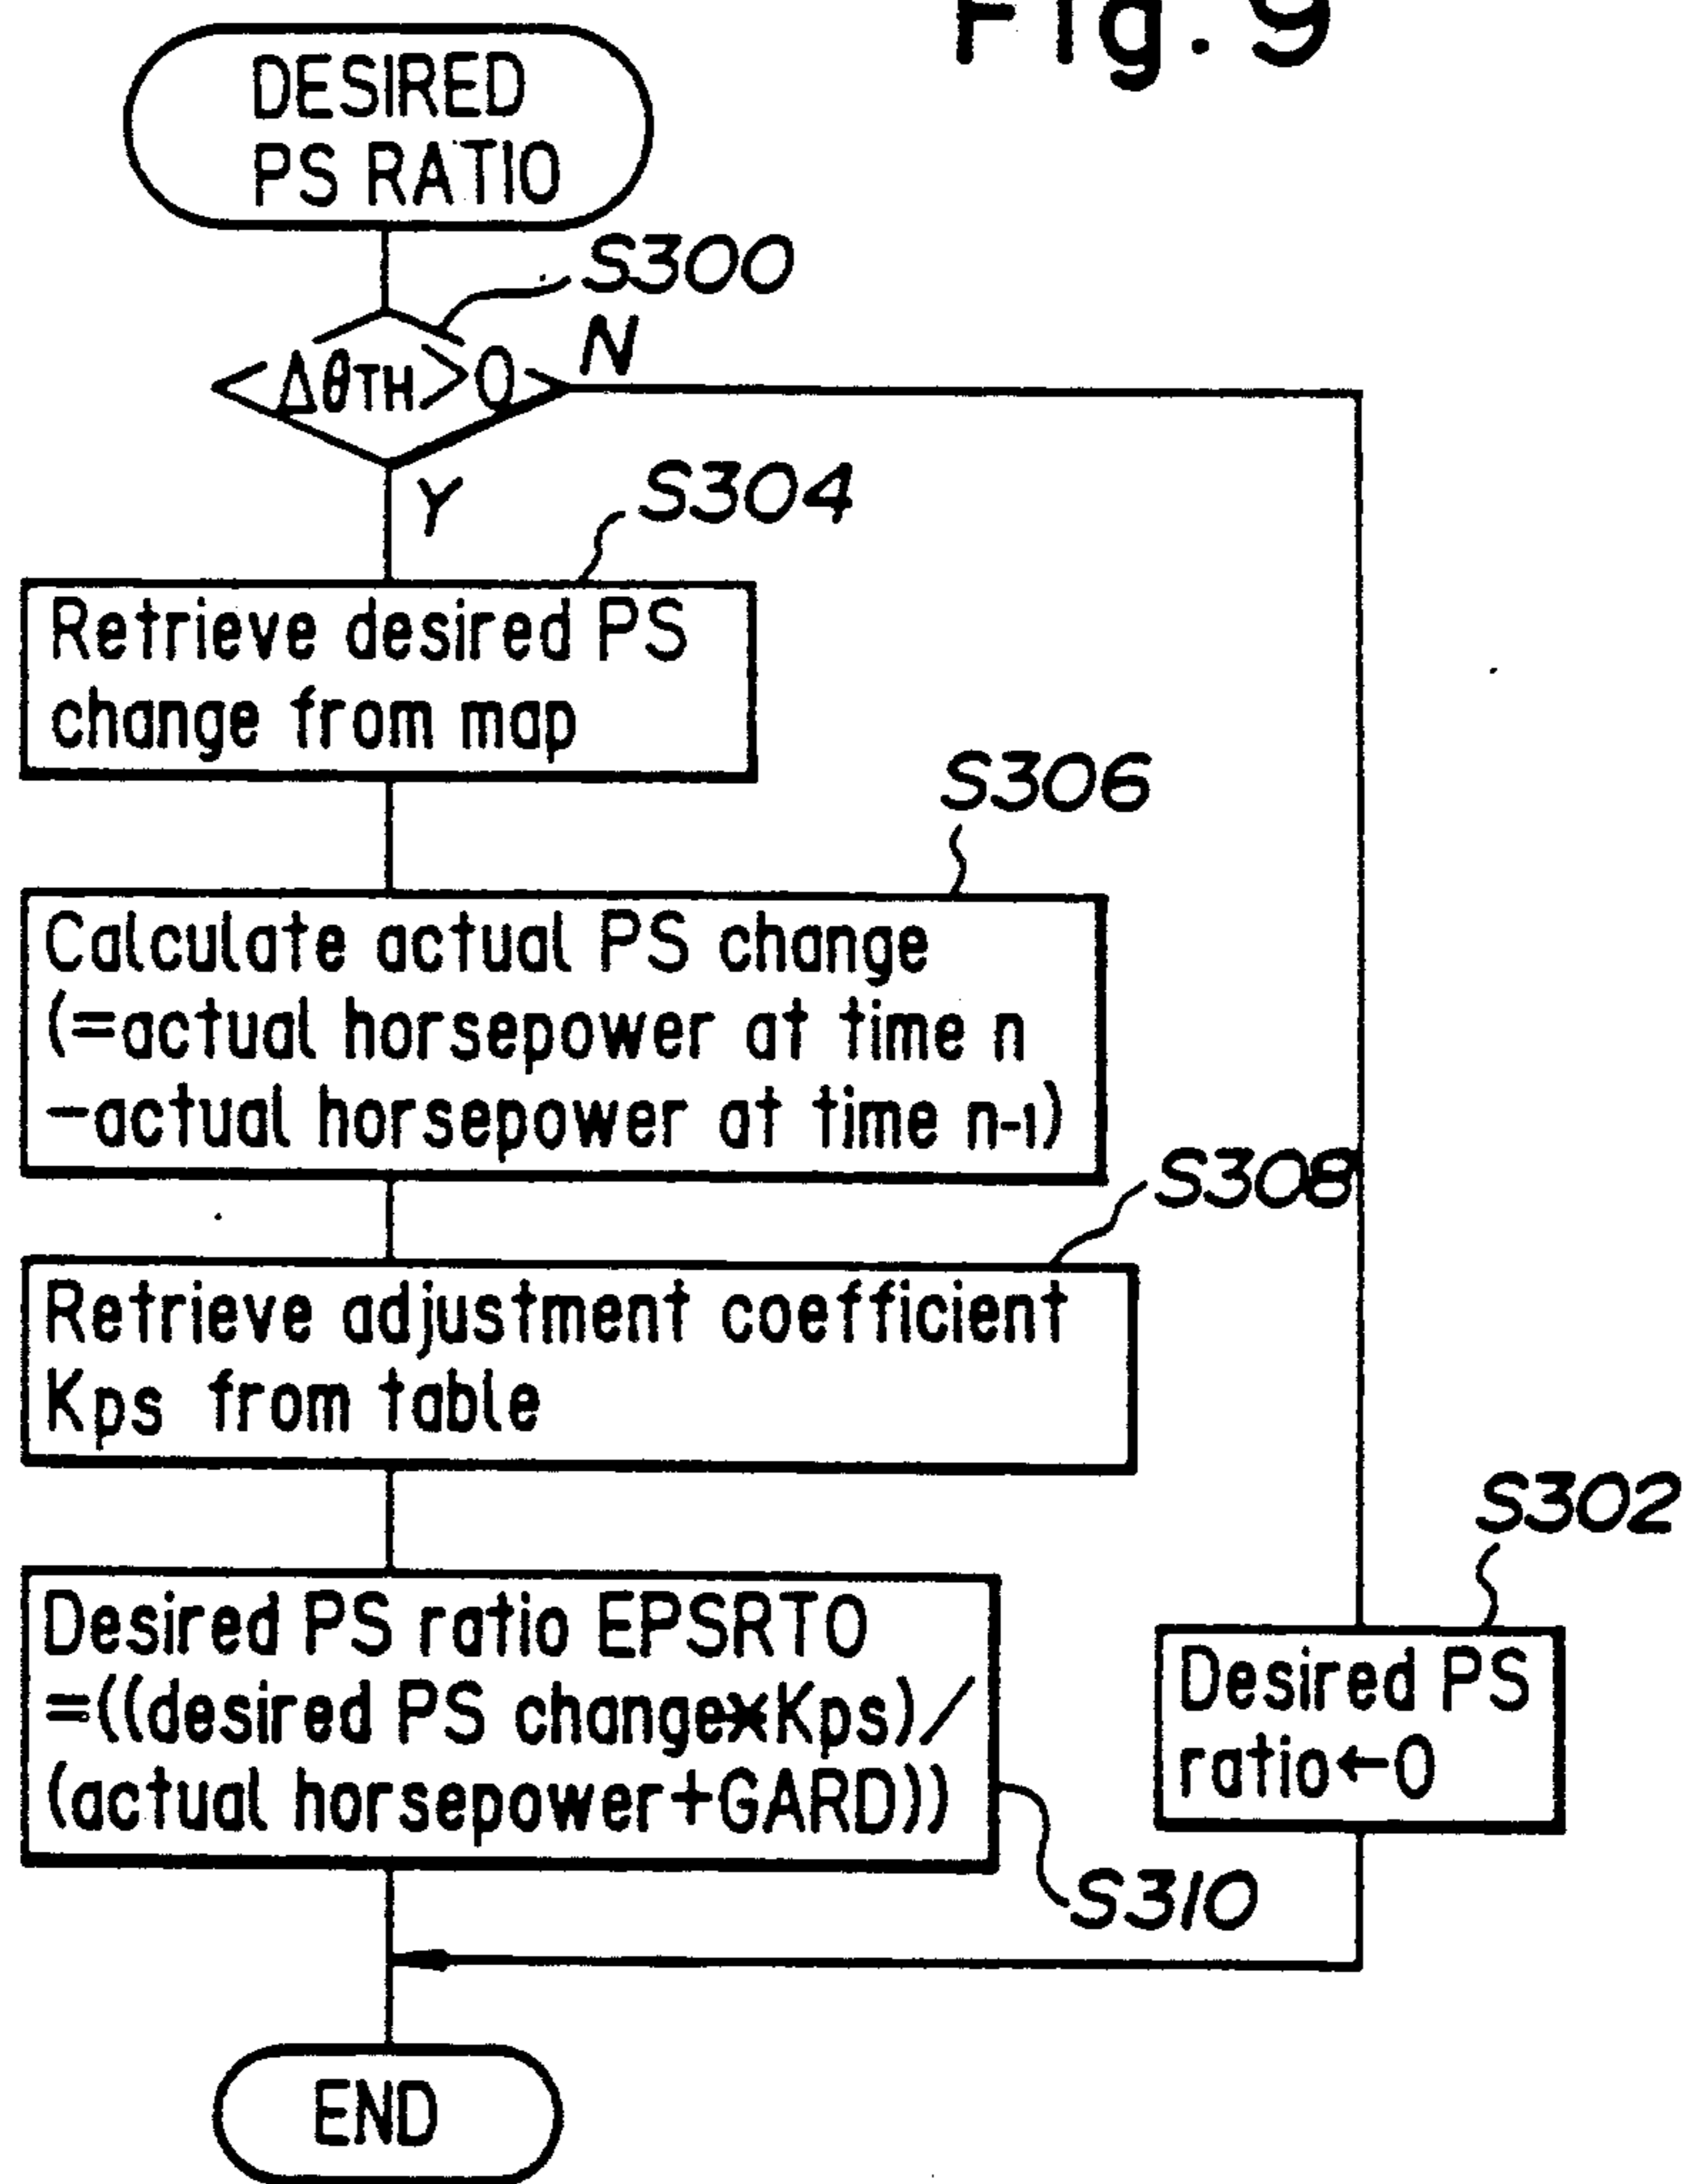 Fig. 9
DESIRED
PS RATIO
S300
ΔθTH>0
N
Y
S304
Retrieve desired PS
change from map
S306
Calculate actual PS change
(=actual horsepower at time n
−actual horsepower at time n-1)
S308
Retrieve adjustment coefficient
Kps from table
S302
Desired PS ratio EPSRTO
=((desired PS change*Kps)/
(actual horsepower+GARD))
Desired PS
ratio←0
S310
END